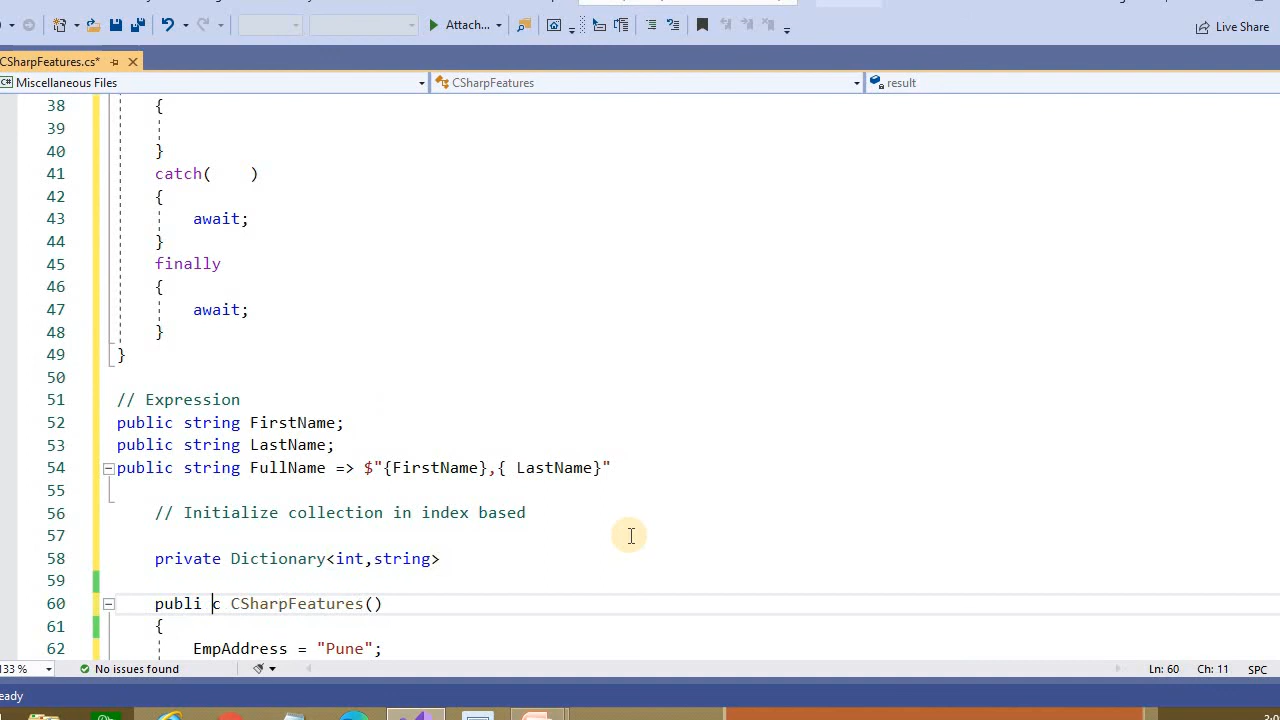 Attach...
Live Share
CSharpFeatures.cs*
Miscellaneous Files
CSharpFeatures
result
38 {
39
40 }
41 catch( )
42 {
43 await;
44 }
45 finally
46 {
47 await;
48 }
49 }
50
51 // Expression
52 public string FirstName;
53 public string LastName;
54 public string FullName => $"{FirstName},{ LastName}"
55
56 // Initialize collection in index based
57
58 private Dictionary<int,string>
59
60 publi c CSharpFeatures()
61 {
62 EmpAddress = "Pune";
133 %
No issues found
Ln: 60
Ch: 11
SPC